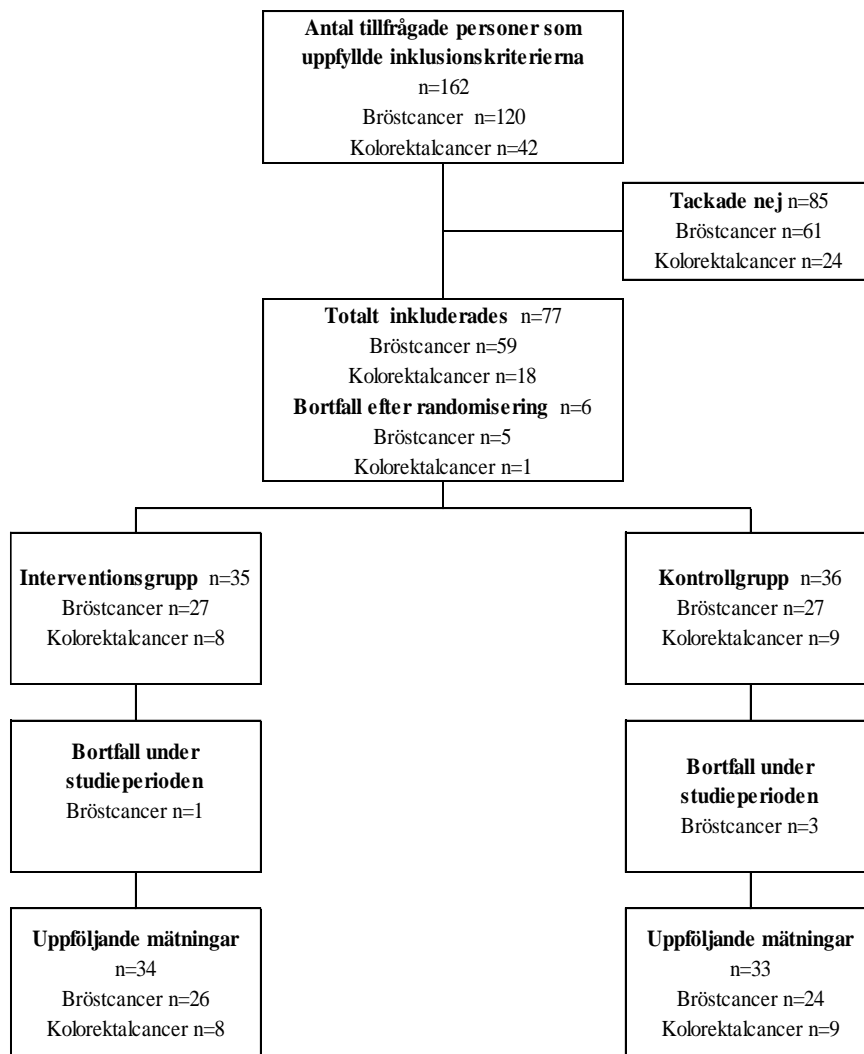 Antal tillfrågade personer som
uppfyllde inklusionskriterierna
n=162
Bröstcancer n=120
Kolorektalcancer n=42
Tackade nej n=85
Bröstcancer n=61
Kolorektalcancer n=24
Totalt inkluderades n=77
Bröstcancer n=59
Kolorektalcancer n=18
Bortfall efter randomisering n=6
Bröstcancer n=5
Kolorektalcancer n=1
Interventionsgrupp n=35
Bröstcancer n=27
Kolorektalcancer n=8
Kontrollgrupp n=36
Bröstcancer n=27
Kolorektalcancer n=9
Bortfall under
studieperioden
Bröstcancer n=1
Bortfall under
studieperioden
Bröstcancer n=3
Uppföljande mätningar
n=34
Bröstcancer n=26
Kolorektalcancer n=8
Uppföljande mätningar
n=33
Bröstcancer n=24
Kolorektalcancer n=9